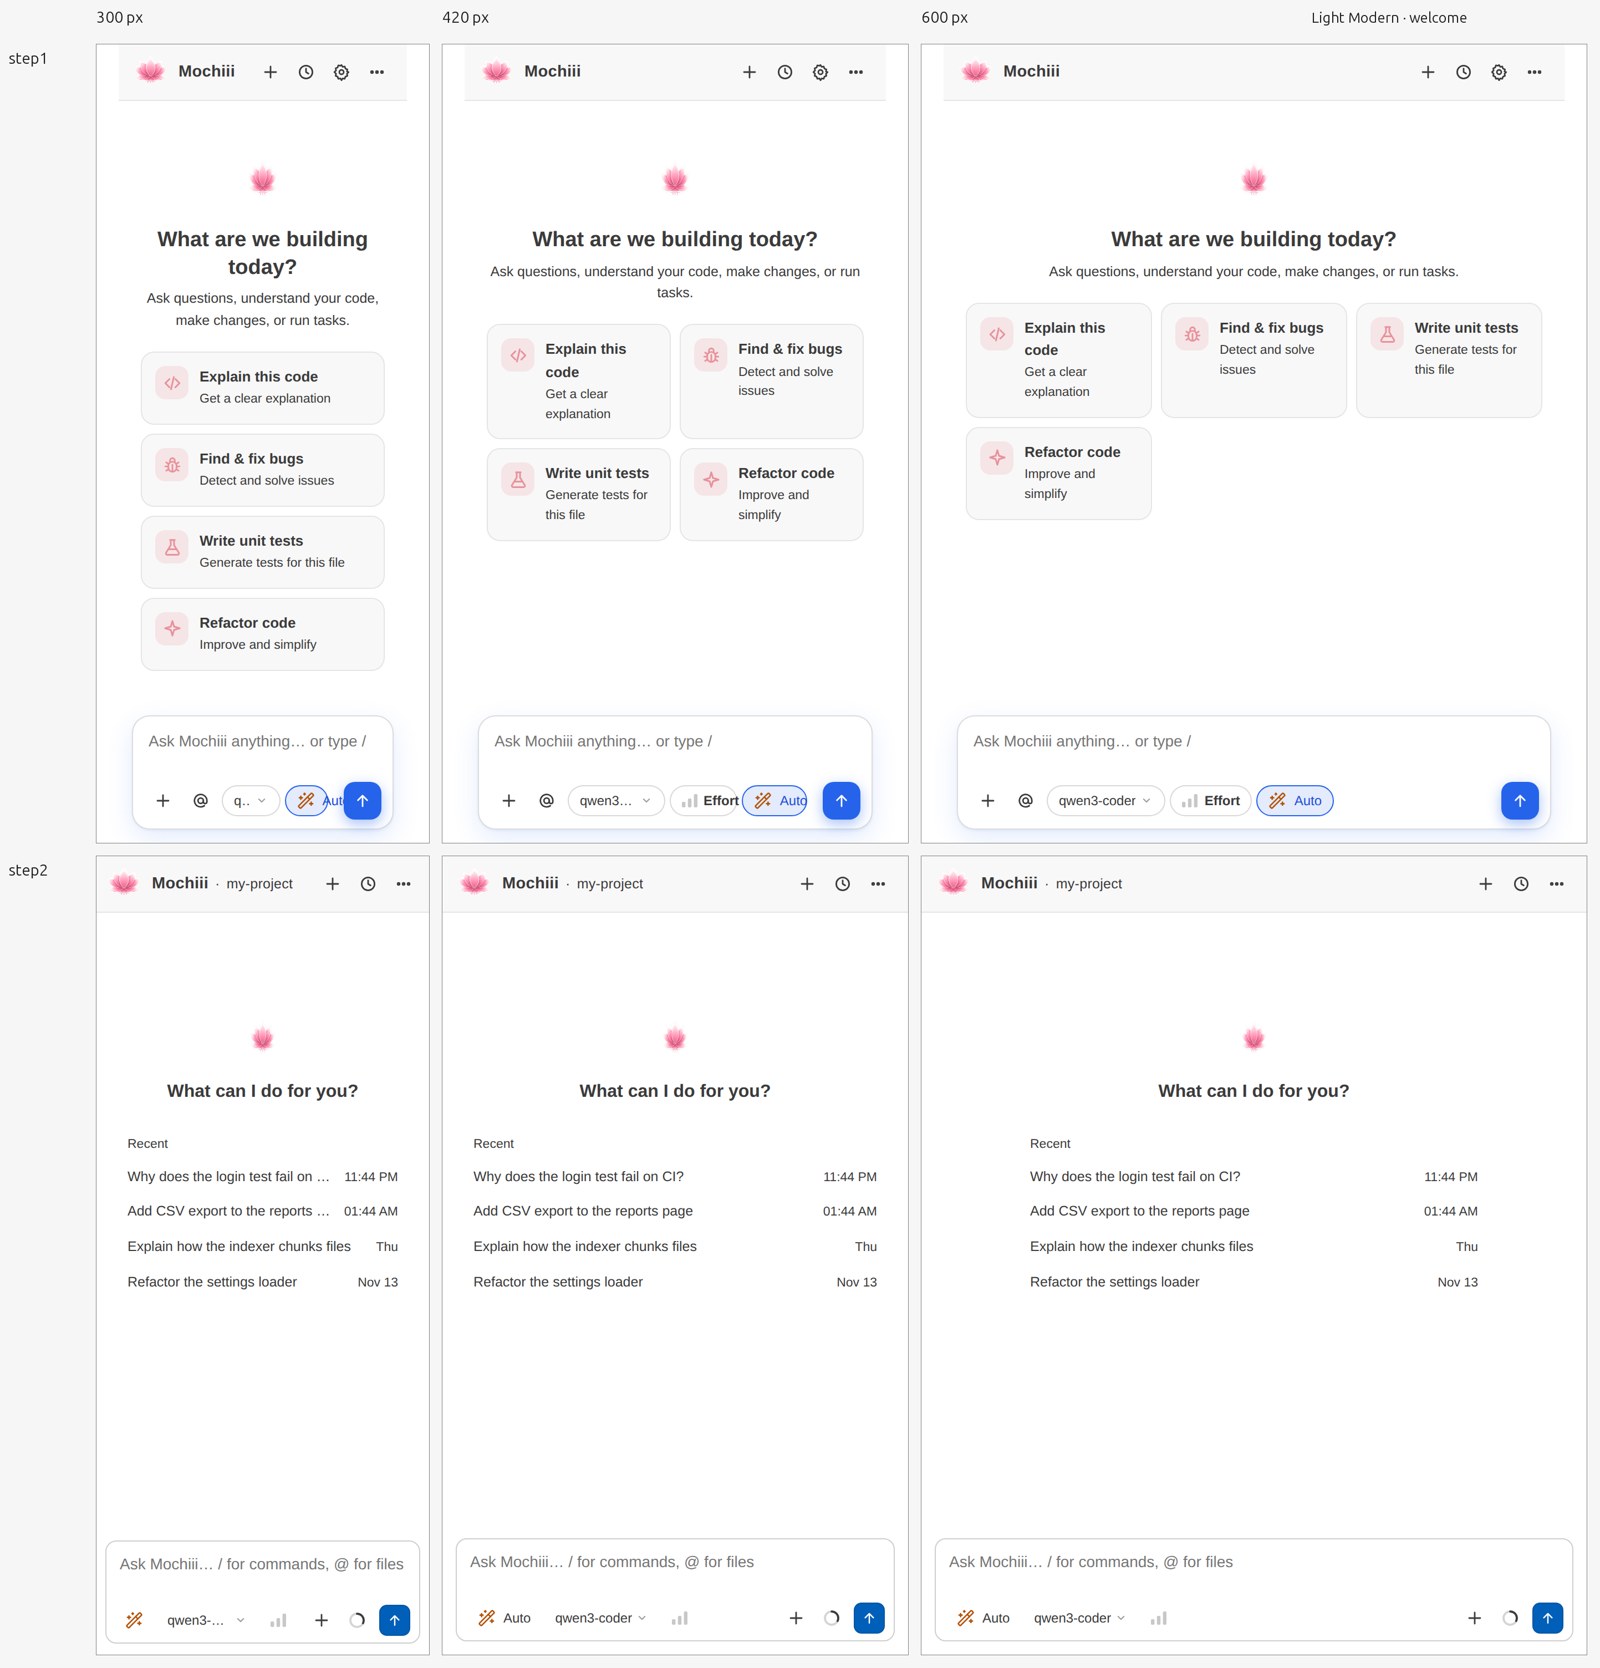 300 px
420 px
600 px
Light Modern · welcome
step1
Mochiii
What are we building
today?
Ask questions, understand your code,
make changes, or run tasks.
Explain this code
Get a clear explanation
Find & fix bugs
Detect and solve issues
Write unit tests
Generate tests for this file
Refactor code
Improve and simplify
Ask Mochiii anything… or type /
@ q.. Auto
Mochiii
What are we building today?
Ask questions, understand your code, make changes, or run
tasks.
Explain this
code
Get a clear
explanation
Find & fix bugs
Detect and solve
issues
Write unit tests
Generate tests for
this file
Refactor code
Improve and
simplify
Ask Mochiii anything… or type /
@ qwen3... Effort Auto
Mochiii
What are we building today?
Ask questions, understand your code, make changes, or run tasks.
Explain this
code
Get a clear
explanation
Find & fix bugs
Detect and solve
issues
Write unit tests
Generate tests for
this file
Refactor code
Improve and
simplify
Ask Mochiii anything… or type /
@ qwen3-coder Effort Auto
step2
Mochiii · my-project
What can I do for you?
Recent
Why does the login test fail on … 11:44 PM
Add CSV export to the reports … 01:44 AM
Explain how the indexer chunks files Thu
Refactor the settings loader Nov 13
Ask Mochiii… / for commands, @ for files
qwen3-...
Mochiii · my-project
What can I do for you?
Recent
Why does the login test fail on CI? 11:44 PM
Add CSV export to the reports page 01:44 AM
Explain how the indexer chunks files Thu
Refactor the settings loader Nov 13
Ask Mochiii… / for commands, @ for files
Auto qwen3-coder
Mochiii · my-project
What can I do for you?
Recent
Why does the login test fail on CI? 11:44 PM
Add CSV export to the reports page 01:44 AM
Explain how the indexer chunks files Thu
Refactor the settings loader Nov 13
Ask Mochiii… / for commands, @ for files
Auto qwen3-coder